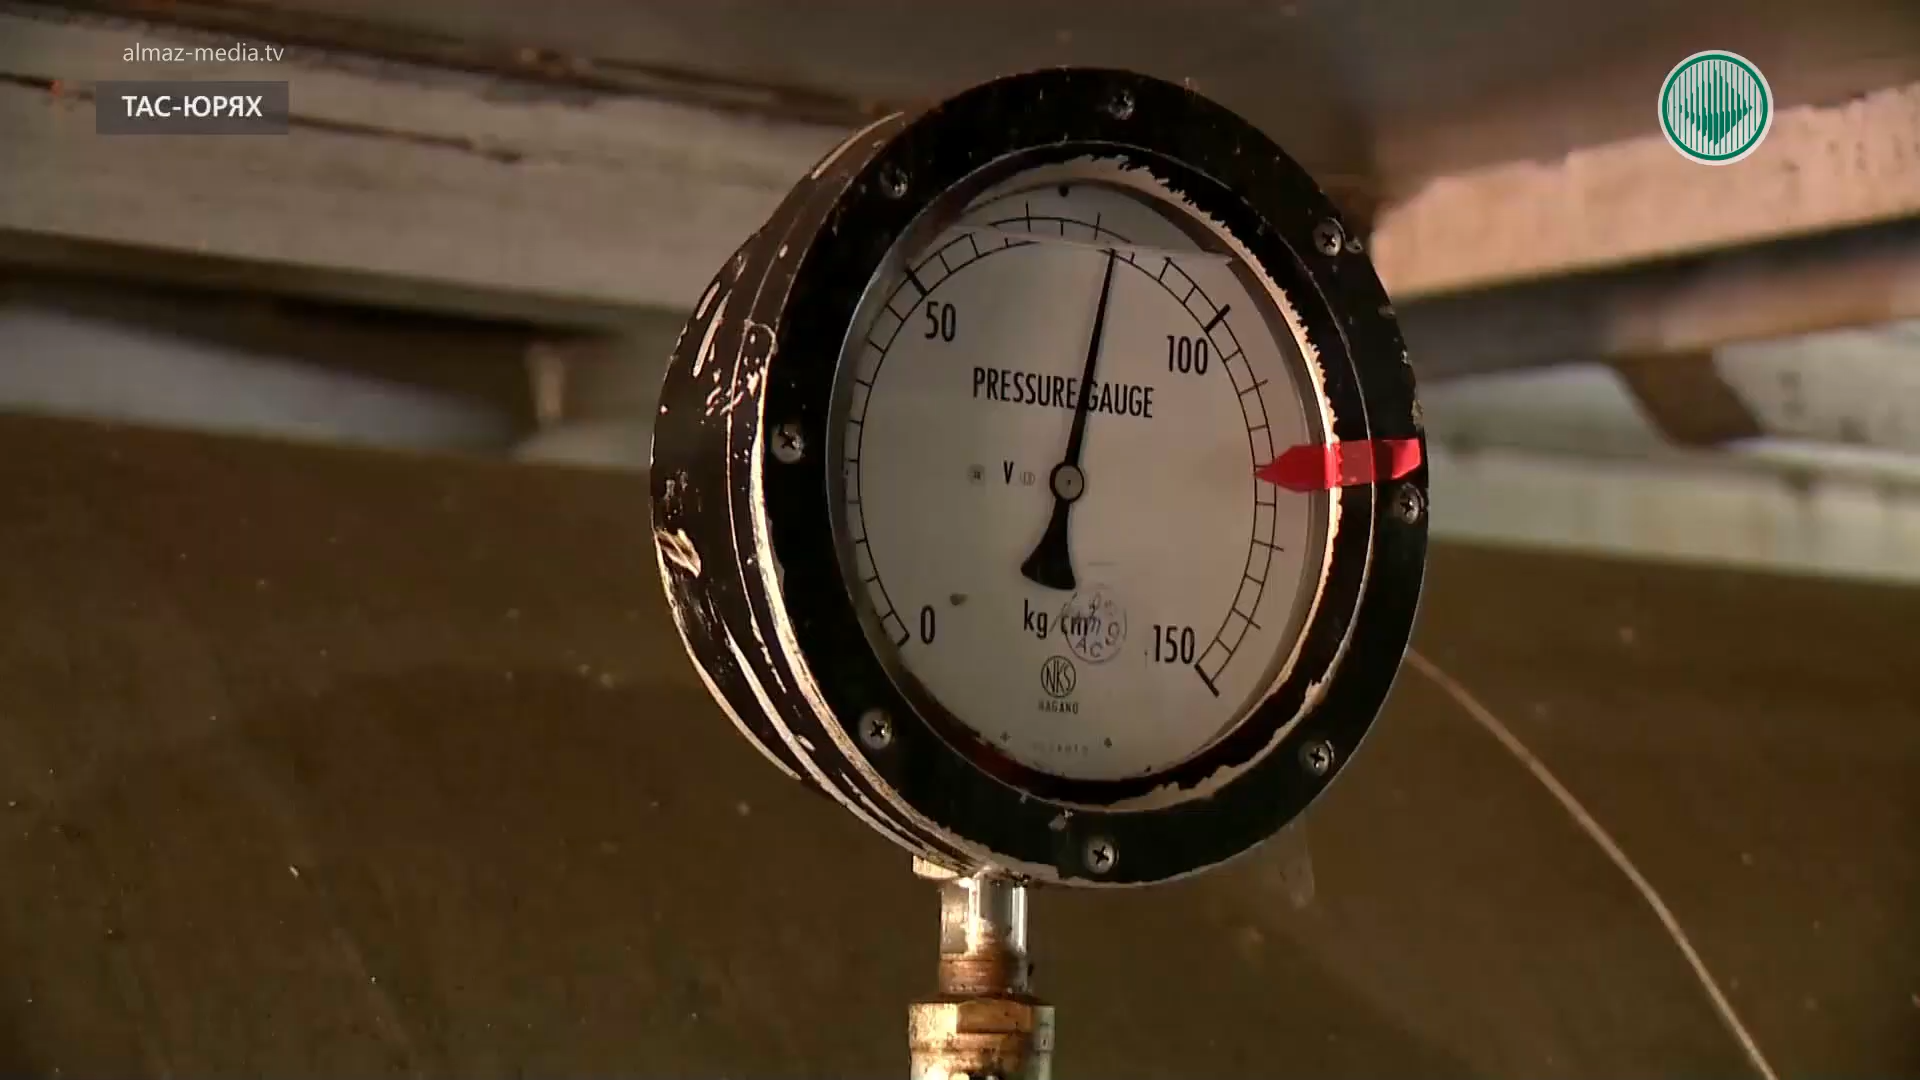 almaz-media.tv
ТАС-ЮРЯХ
50
100
PRESSURE GAUGE
V
0
kg/cm
150
NKS
NAGANO